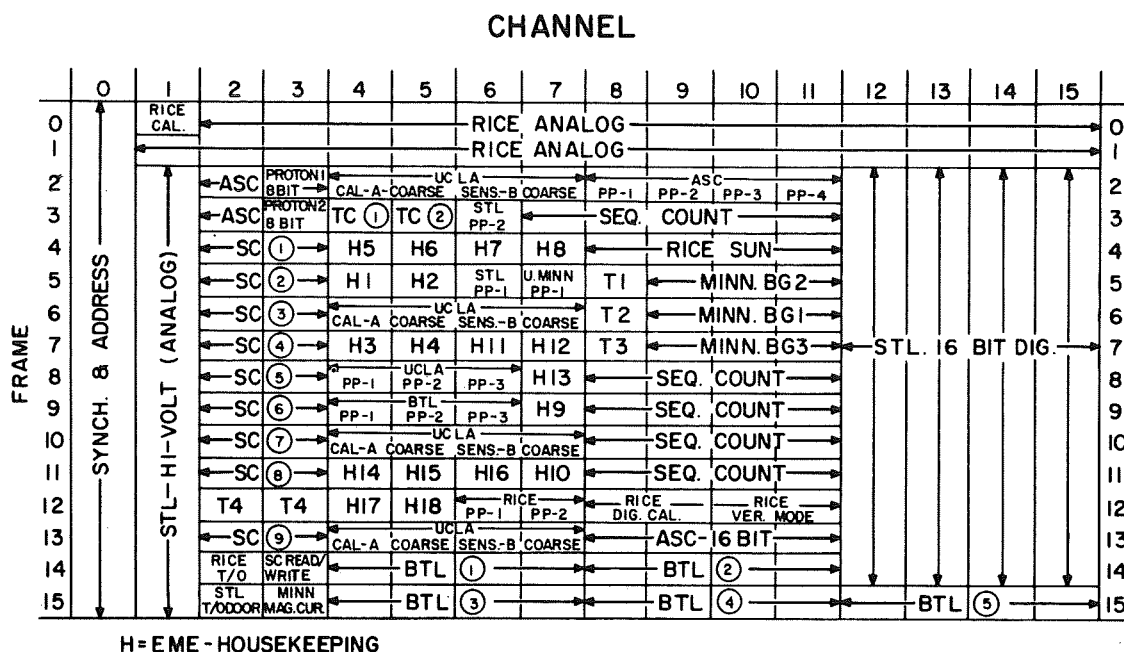 CHANNEL
0 1 2 3 4 5 6 7 8 9 10 11 12 13 14 15
FRAME
SYNCH. & ADDRESS
STL-HI-VOLT (ANALOG)
STL. 16 BIT DIG.
0 RICE CAL. RICE ANALOG 0
1 RICE ANALOG 1
2 ASC PROTON 1 8 BIT UCLA CAL-A-COARSE SENS-B COARSE ASC PP-1 PP-2 PP-3 PP-4 2
3 ASC PROTON 2 8 BIT TC 1 TC 2 STL PP-2 SEQ. COUNT 3
4 SC 1 H5 H6 H7 H8 RICE SUN 4
5 SC 2 H1 H2 STL PP-1 U.MINN PP-1 T1 MINN. BG2 5
6 SC 3 UCLA CAL-A COARSE SENS.-B COARSE T2 MINN. BG1 6
7 SC 4 H3 H4 H11 H12 T3 MINN. BG3 7
8 SC 5 UCLA PP-1 PP-2 PP-3 H13 SEQ. COUNT 8
9 SC 6 BTL PP-1 PP-2 PP-3 H9 SEQ. COUNT 9
10 SC 7 UCLA CAL-A COARSE SENS-B COARSE SEQ. COUNT 10
11 SC 8 H14 H15 H16 H10 SEQ. COUNT 11
12 T4 T4 H17 H18 RICE PP-1 PP-2 RICE DIG. CAL. RICE VER. MODE 12
13 SC 9 UCLA CAL-A COARSE SENS-B COARSE ASC-16 BIT 13
14 RICE T/O SC READ/WRITE BTL 1 BTL 2 14
15 STL T/ODOOR MINN MAG.CUR. BTL 3 BTL 4 BTL 5 15
H=EME-HOUSEKEEPING